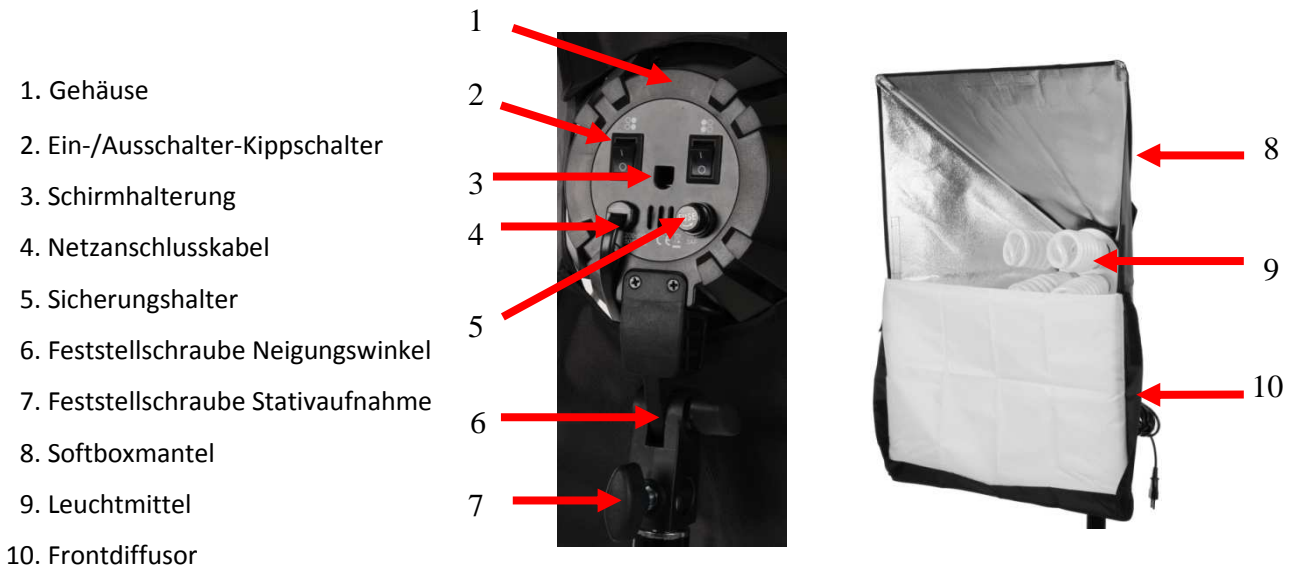 1. Gehäuse
2. Ein-/Ausschalter-Kippschalter
3. Schirmhalterung
4. Netzanschlusskabel
5. Sicherungshalter
6. Feststellschraube Neigungswinkel
7. Feststellschraube Stativaufnahme
8. Softboxmantel
9. Leuchtmittel
10. Frontdiffusor
1
2
3
4
5
6
7
8
9
10